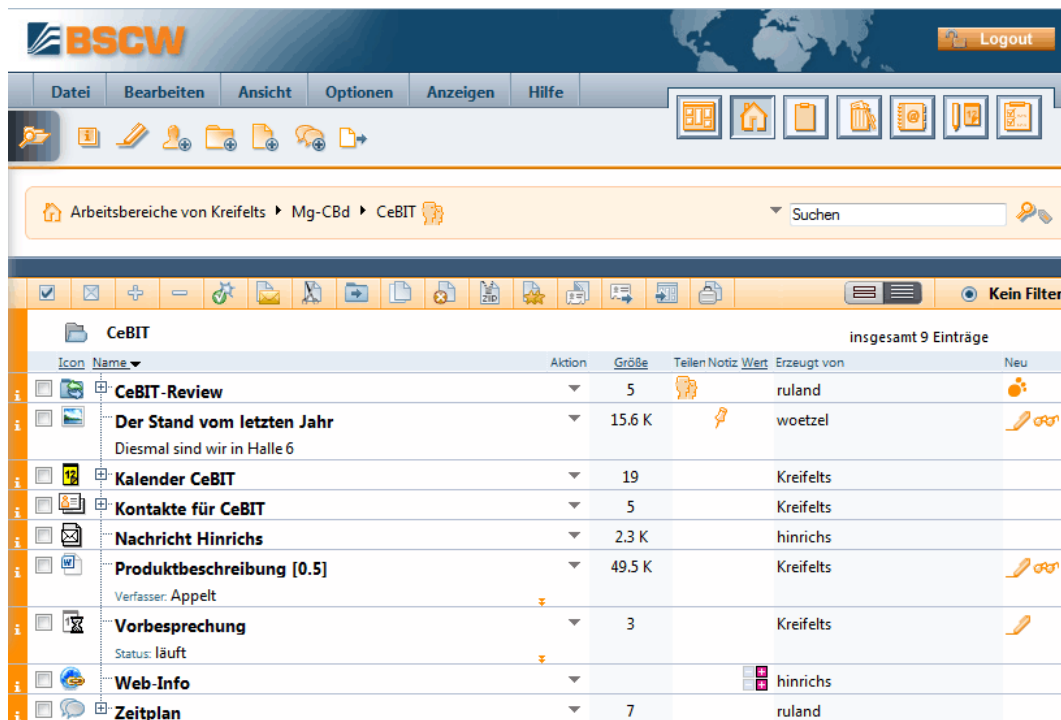 BSCW
Logout
Datei Bearbeiten Ansicht Optionen Anzeigen Hilfe
Arbeitsbereiche von Kreifelts Mg-CBd CeBIT
Suchen
ZIP
Kein Filter
CeBIT
insgesamt 9 Einträge
Icon Name Aktion Größe Teilen Notiz Wert Erzeugt von Neu
CeBIT-Review 5 ruland
Der Stand vom letzten Jahr 15.6 K woetzel
Diesmal sind wir in Halle 6
Kalender CeBIT 19 Kreifelts
Kontakte für CeBIT 5 Kreifelts
Nachricht Hinrichs 2.3 K hinrichs
Produktbeschreibung [0.5] 49.5 K Kreifelts
Verfasser: Appelt
Vorbesprechung 3 Kreifelts
Status: läuft
Web-Info hinrichs
Zeitplan 7 ruland